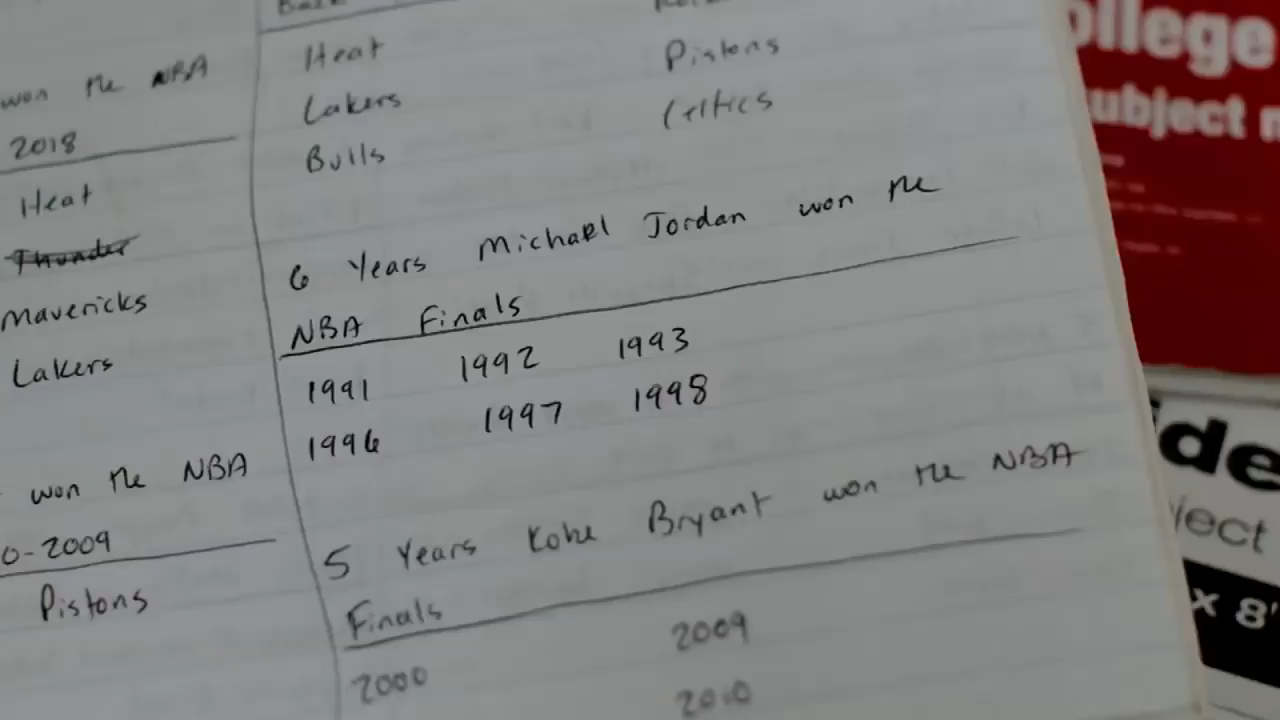 won the NBA
2018
Heat
Thunder
Mavericks
Lakers
won the NBA
0-2009
Pistons
Back
Heat Pistons
Lakers Celtics
Bulls
6 Years Michael Jordan won the
NBA Finals
1991 1992 1993
1996 1997 1998
5 Years Kobe Bryant won the NBA
Finals
2000 2009
2010
ollege
ubject
ide
ject
x 8'